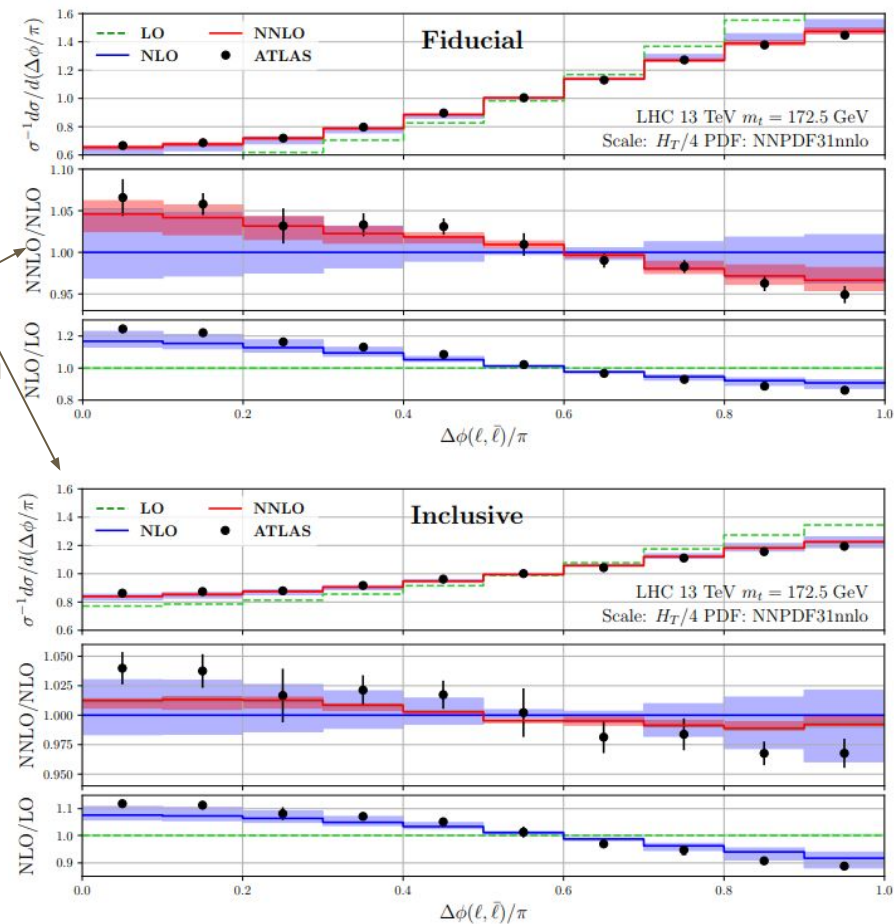 Fiducial
LO
NNLO
NLO
ATLAS
LHC 13 TeV m_t = 172.5 GeV
Scale: H_T/4 PDF: NNPDF31nnlo
σ⁻¹dσ/d(Δϕ/π)
1.6
1.4
1.2
1.0
0.8
0.6
NNLO/NLO
1.10
1.05
1.00
0.95
NLO/LO
1.2
1.0
0.8
0.0 0.2 0.4 0.6 0.8 1.0
Δϕ(ℓ, ℓ̄)/π
Inclusive
LO
NNLO
NLO
ATLAS
LHC 13 TeV m_t = 172.5 GeV
Scale: H_T/4 PDF: NNPDF31nnlo
σ⁻¹dσ/d(Δϕ/π)
1.6
1.4
1.2
1.0
0.8
0.6
NNLO/NLO
1.050
1.025
1.000
0.975
0.950
NLO/LO
1.1
1.0
0.9
0.0 0.2 0.4 0.6 0.8 1.0
Δϕ(ℓ, ℓ̄)/π